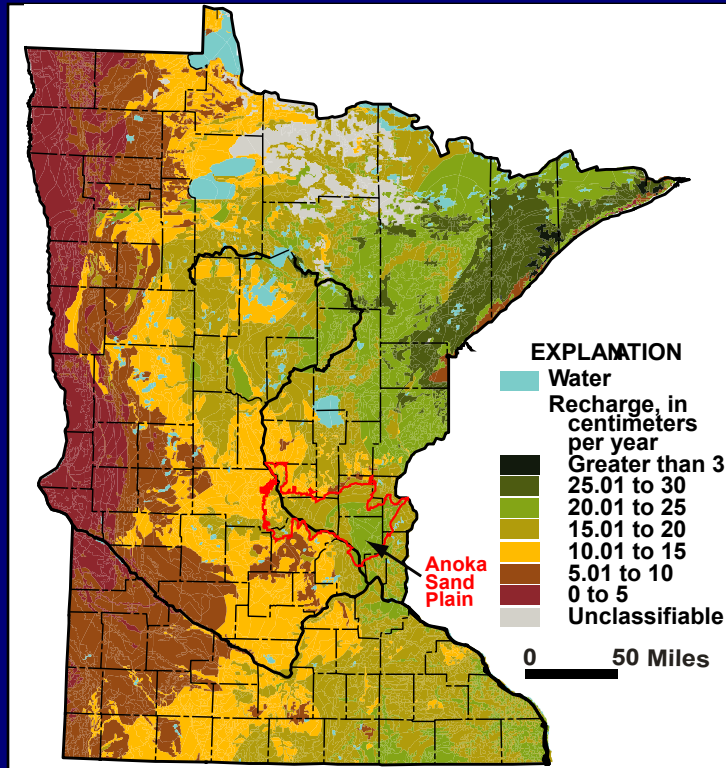 EXPLANATION
Water
Recharge, in
centimeters
per year
Greater than 3
25.01 to 30
20.01 to 25
15.01 to 20
10.01 to 15
5.01 to 10
0 to 5
Unclassifiable
Anoka
Sand
Plain
0 50 Miles